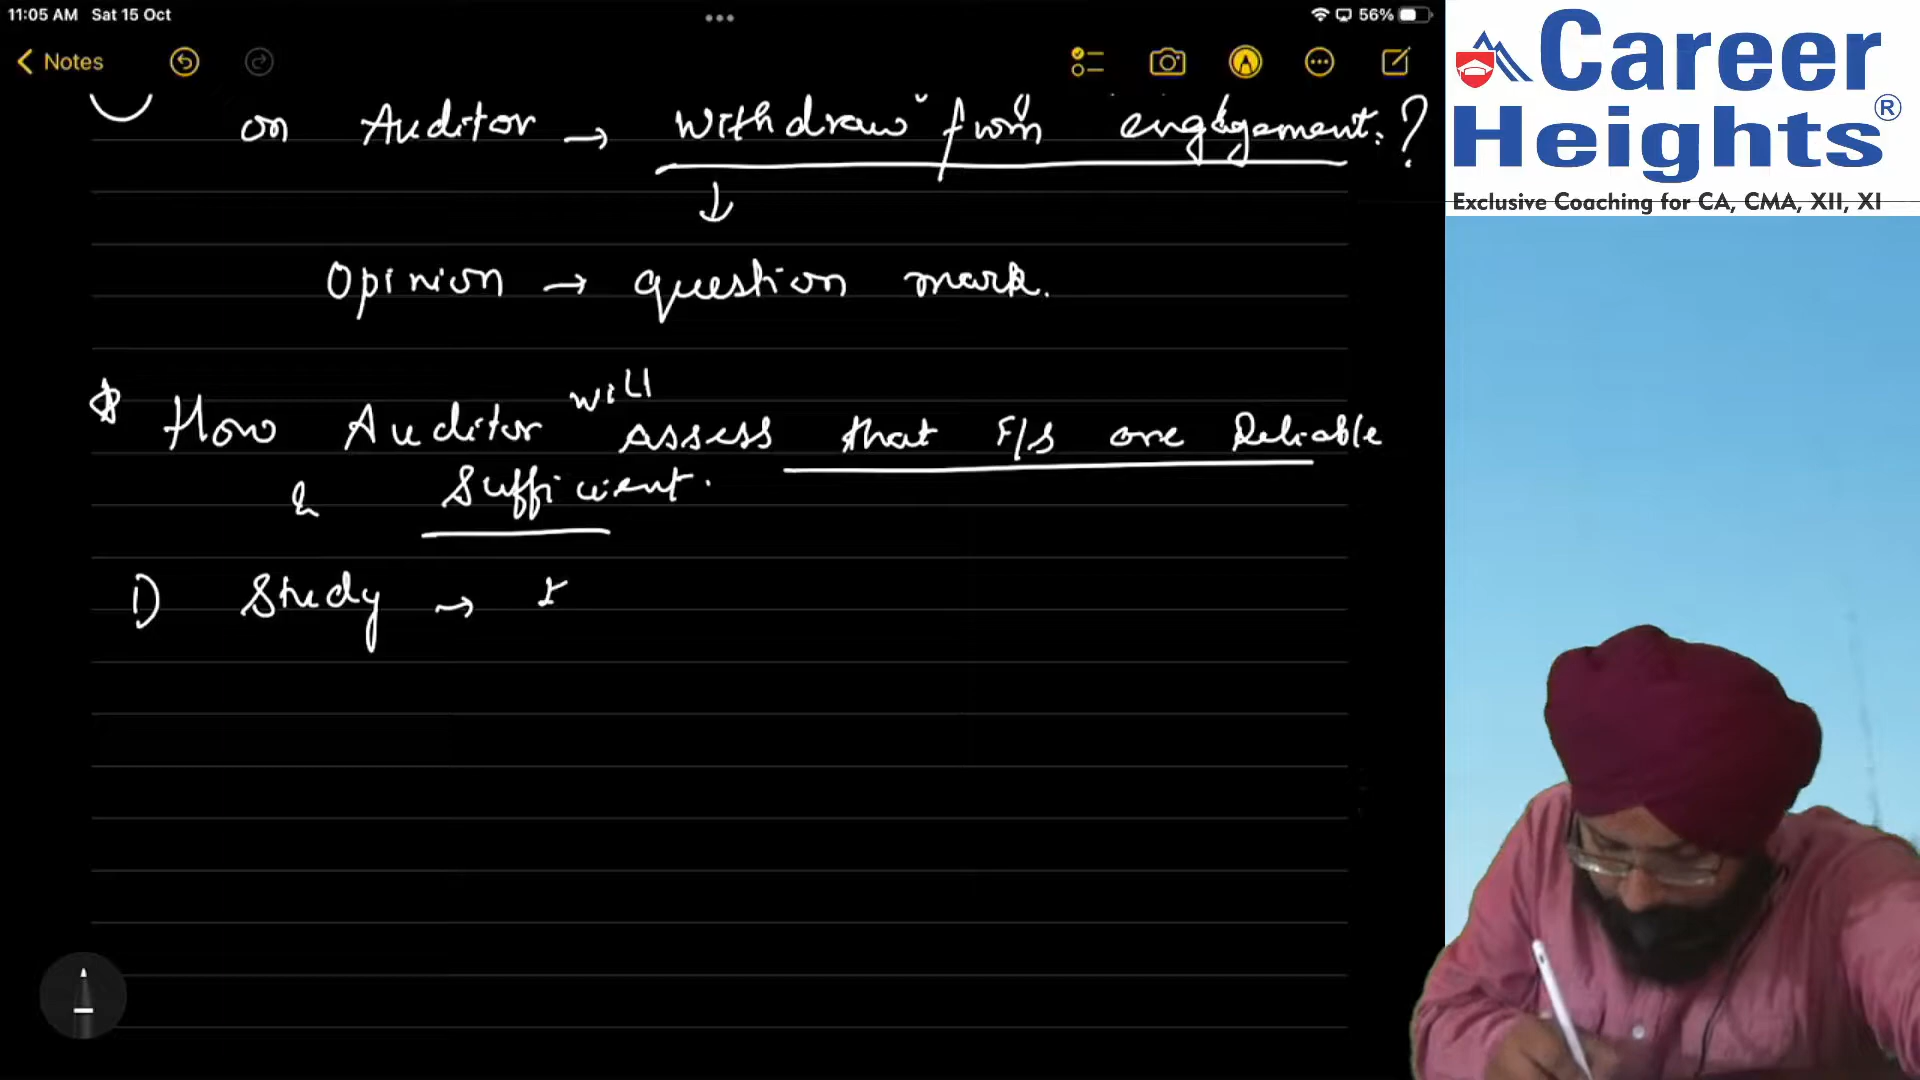 11:05 AM Sat 15 Oct
56%
Notes
Career
Heights®
Exclusive Coaching for CA, CMA, XII, XI
on Auditor → withdraw from engagement. ?
↓
Opinion → question mark.
How Auditor will Assess that F/S are Reliable
& Sufficient.
1) Study →